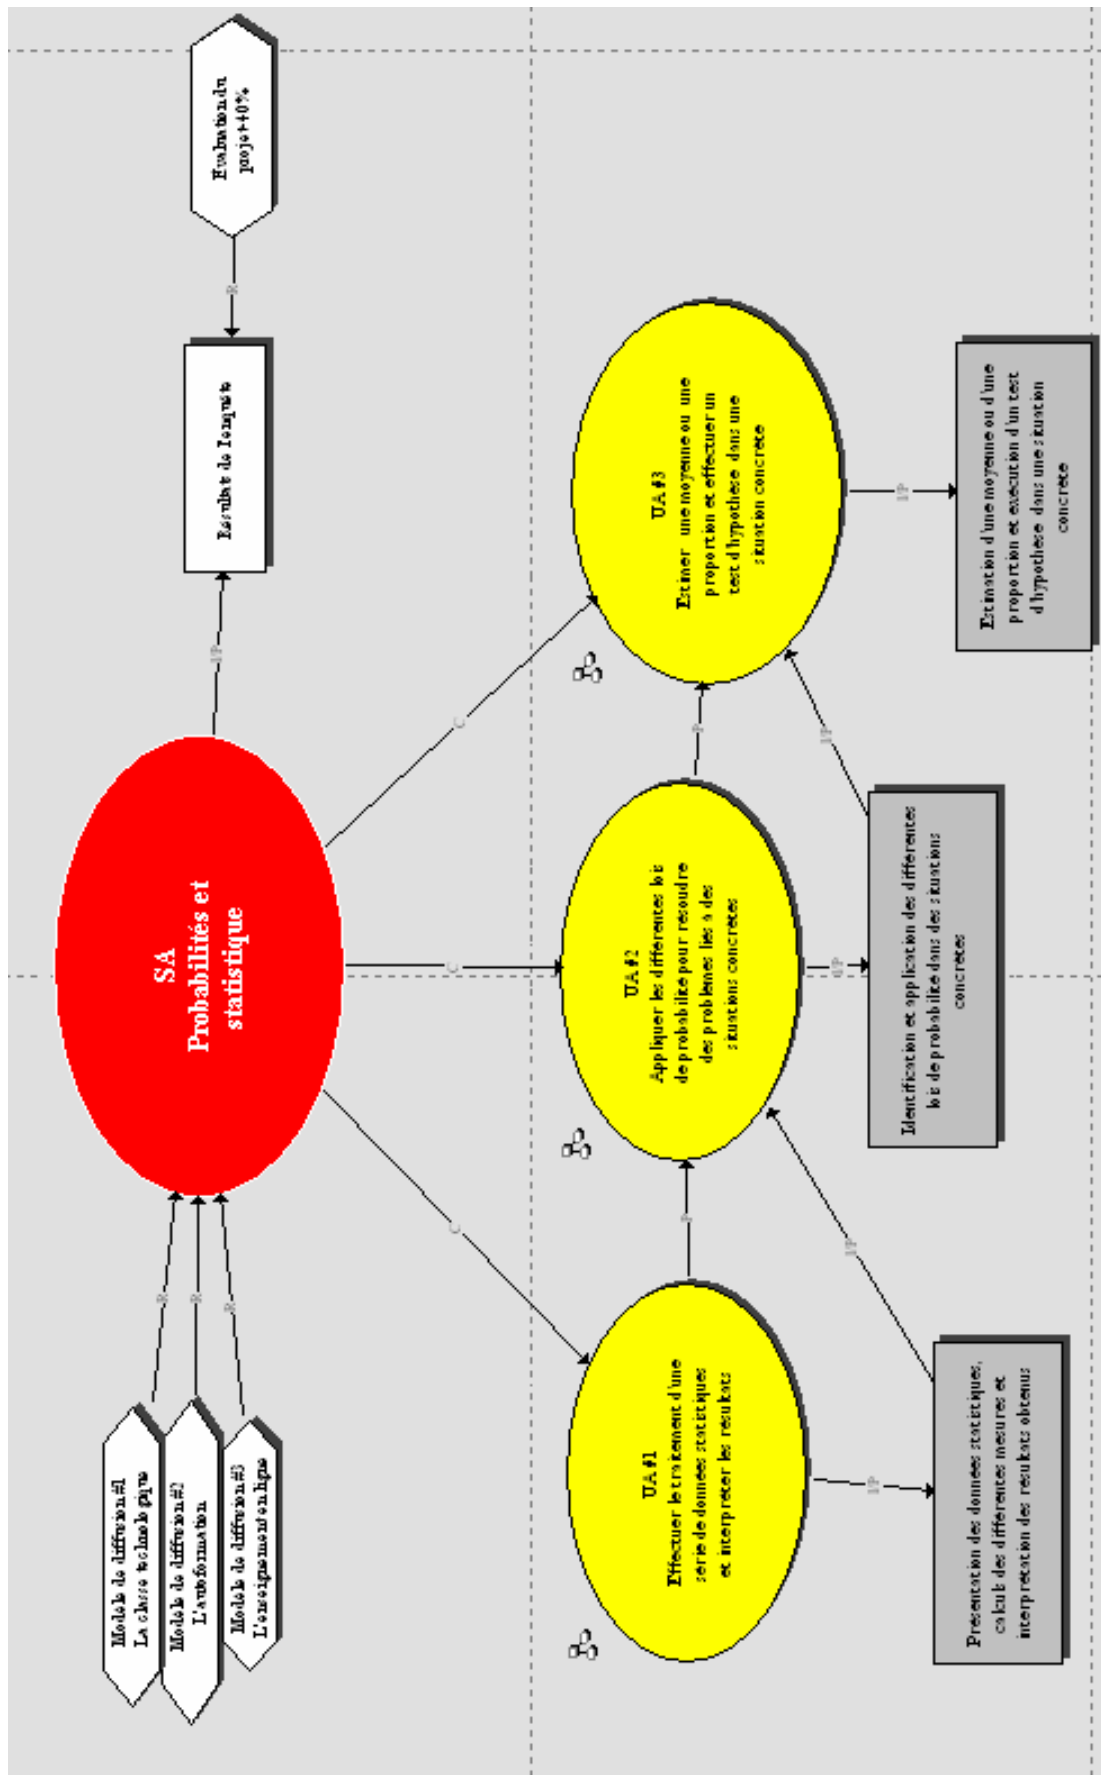 Modèle de diffusion #1
La classe technologique
Modèle de diffusion #2
L'autoformation
Modèle de diffusion #3
L'enseignement en ligne
R
R
R
SA
Probabilités et
statistique
I/P
Résultat de l'enquête
R
Évaluation du
projet 40%
C
C
C
UA #1
Effectuer le traitement d'une
série de données statistiques
et interpréter les résultats
P
UA #2
Appliquer les différentes lois
de probabilité pour résoudre
des problèmes liés à des
situations concrètes
P
UA #3
Estimer une moyenne ou une
proportion et effectuer un
test d'hypothèse dans une
situation concrète
I/P
I/P
I/P
I/P
I/P
Présentation des données statistiques,
calculs des différentes mesures et
interprétation des résultats obtenus
Identification et application des différentes
lois de probabilité dans des situations
concrètes
Estimation d'une moyenne ou d'une
proportion et exécution d'un test
d'hypothèse dans une situation
concrète